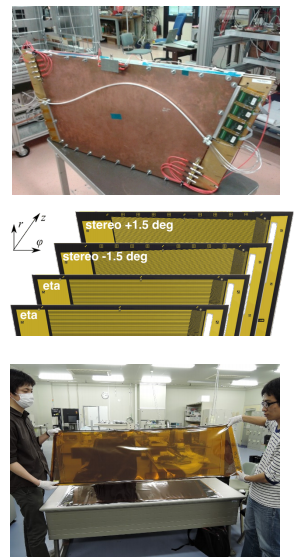 stereo +1.5 deg
r
z
stereo -1.5 deg
φ
eta
eta